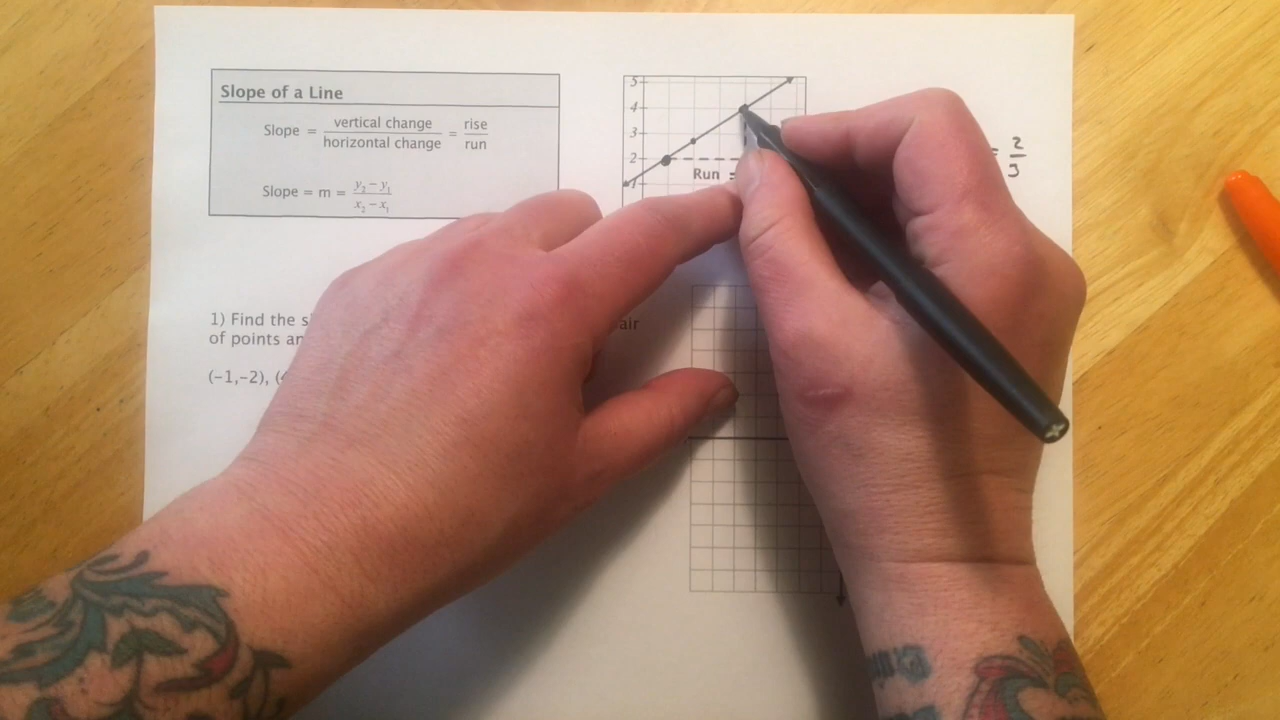 Slope of a Line
Slope = vertical change / horizontal change = rise / run
Slope = m = y₂ − y₁ / x₂ − x₁
5
4
3
2
1
Run =
= 2/3
1) Find the
air
of points
(−1,−2),